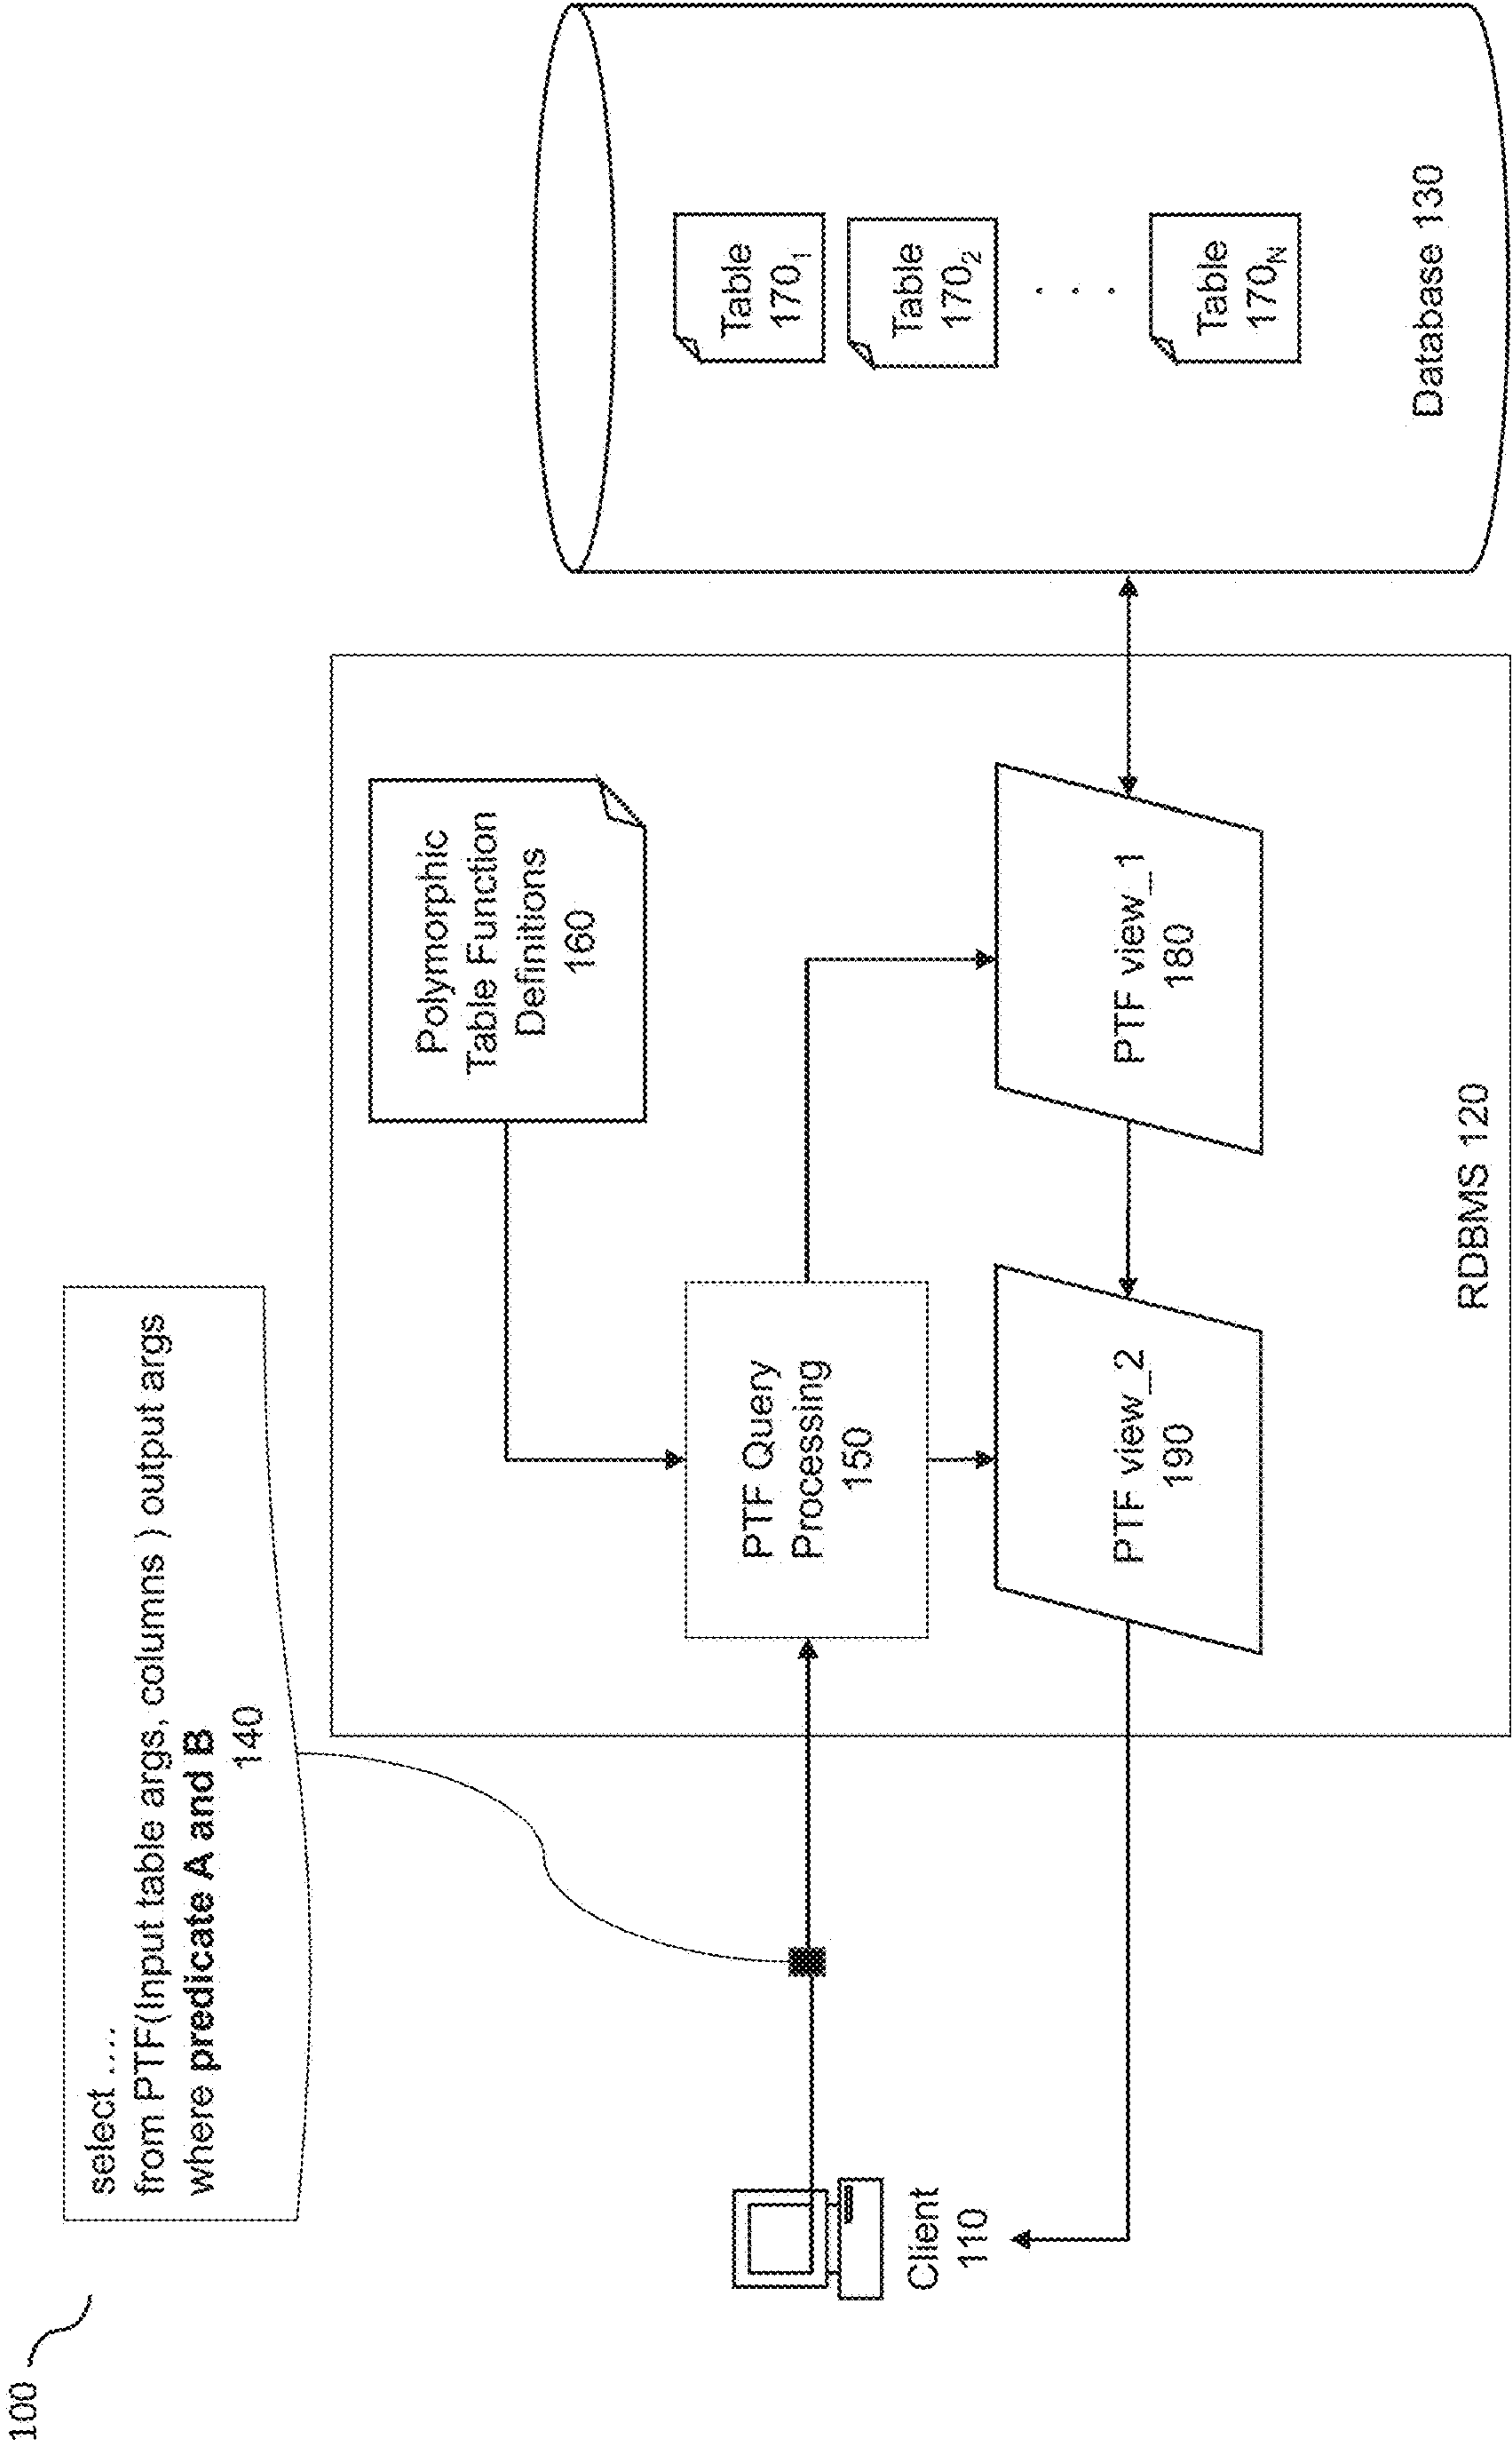 100
select ....
from PTF(Input table args, columns ) output args
where predicate A and B
140
Client
110
PTF Query
Processing
150
Polymorphic
Table Function
Definitions
160
PTF view_2
190
PTF view_1
180
RDBMS 120
Table
170₁
Table
170₂
. . .
Table
170N
Database 130